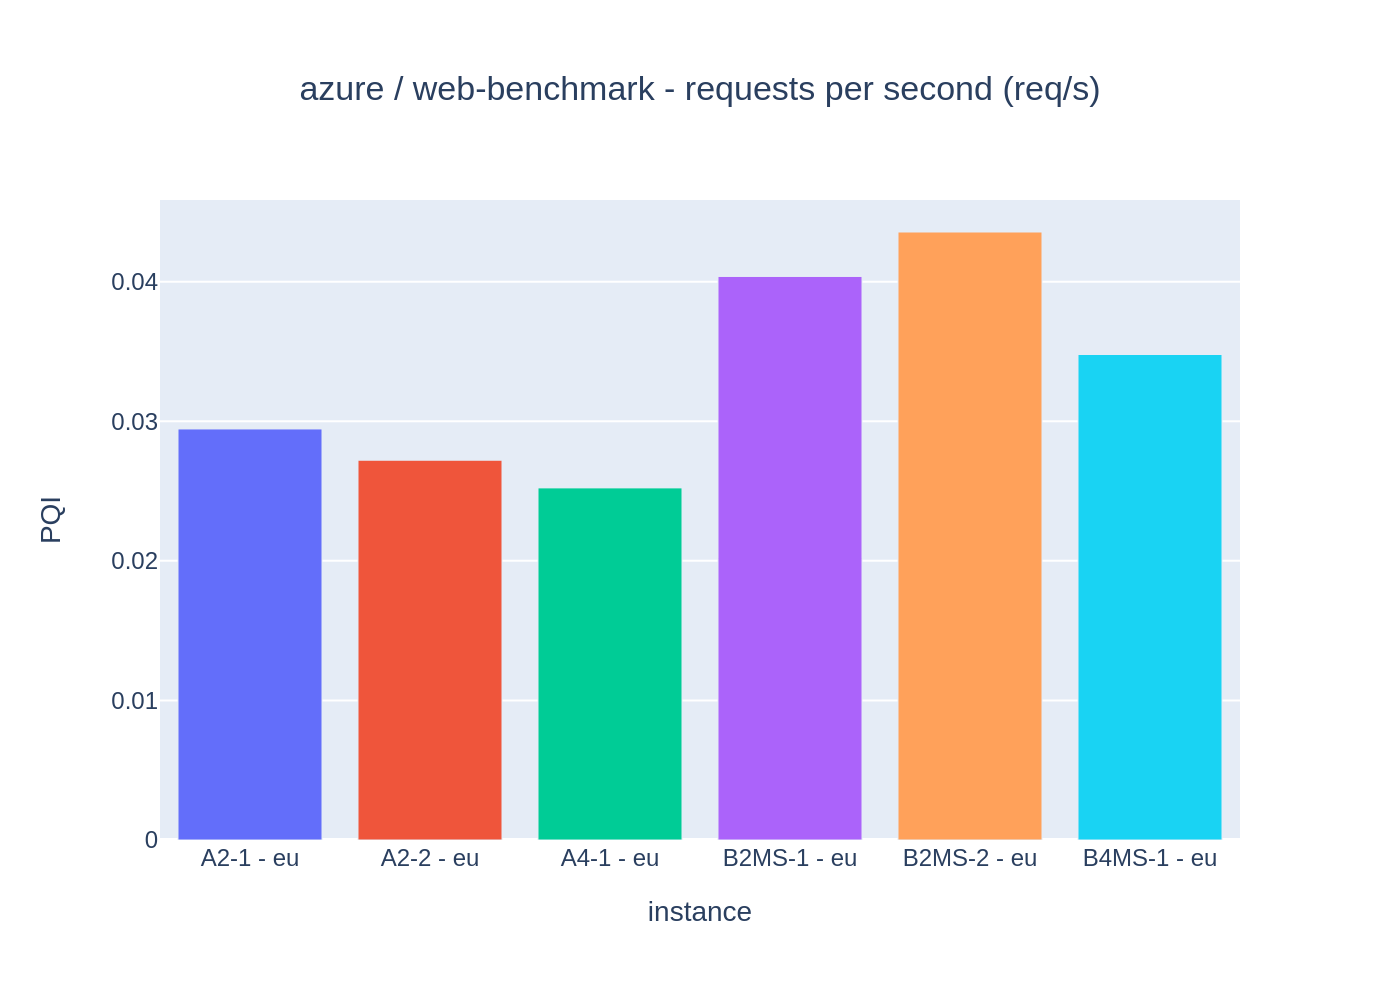 azure / web-benchmark - requests per second (req/s)
PQI
0.04
0.03
0.02
0.01
0
A2-1 - eu
A2-2 - eu
A4-1 - eu
B2MS-1 - eu
B2MS-2 - eu
B4MS-1 - eu
instance